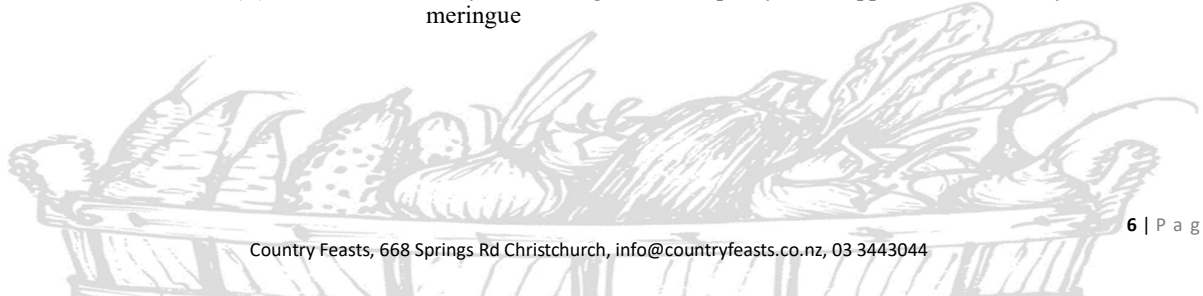 meringue
6 | P a g
Country Feasts, 668 Springs Rd Christchurch, info@countryfeasts.co.nz, 03 3443044